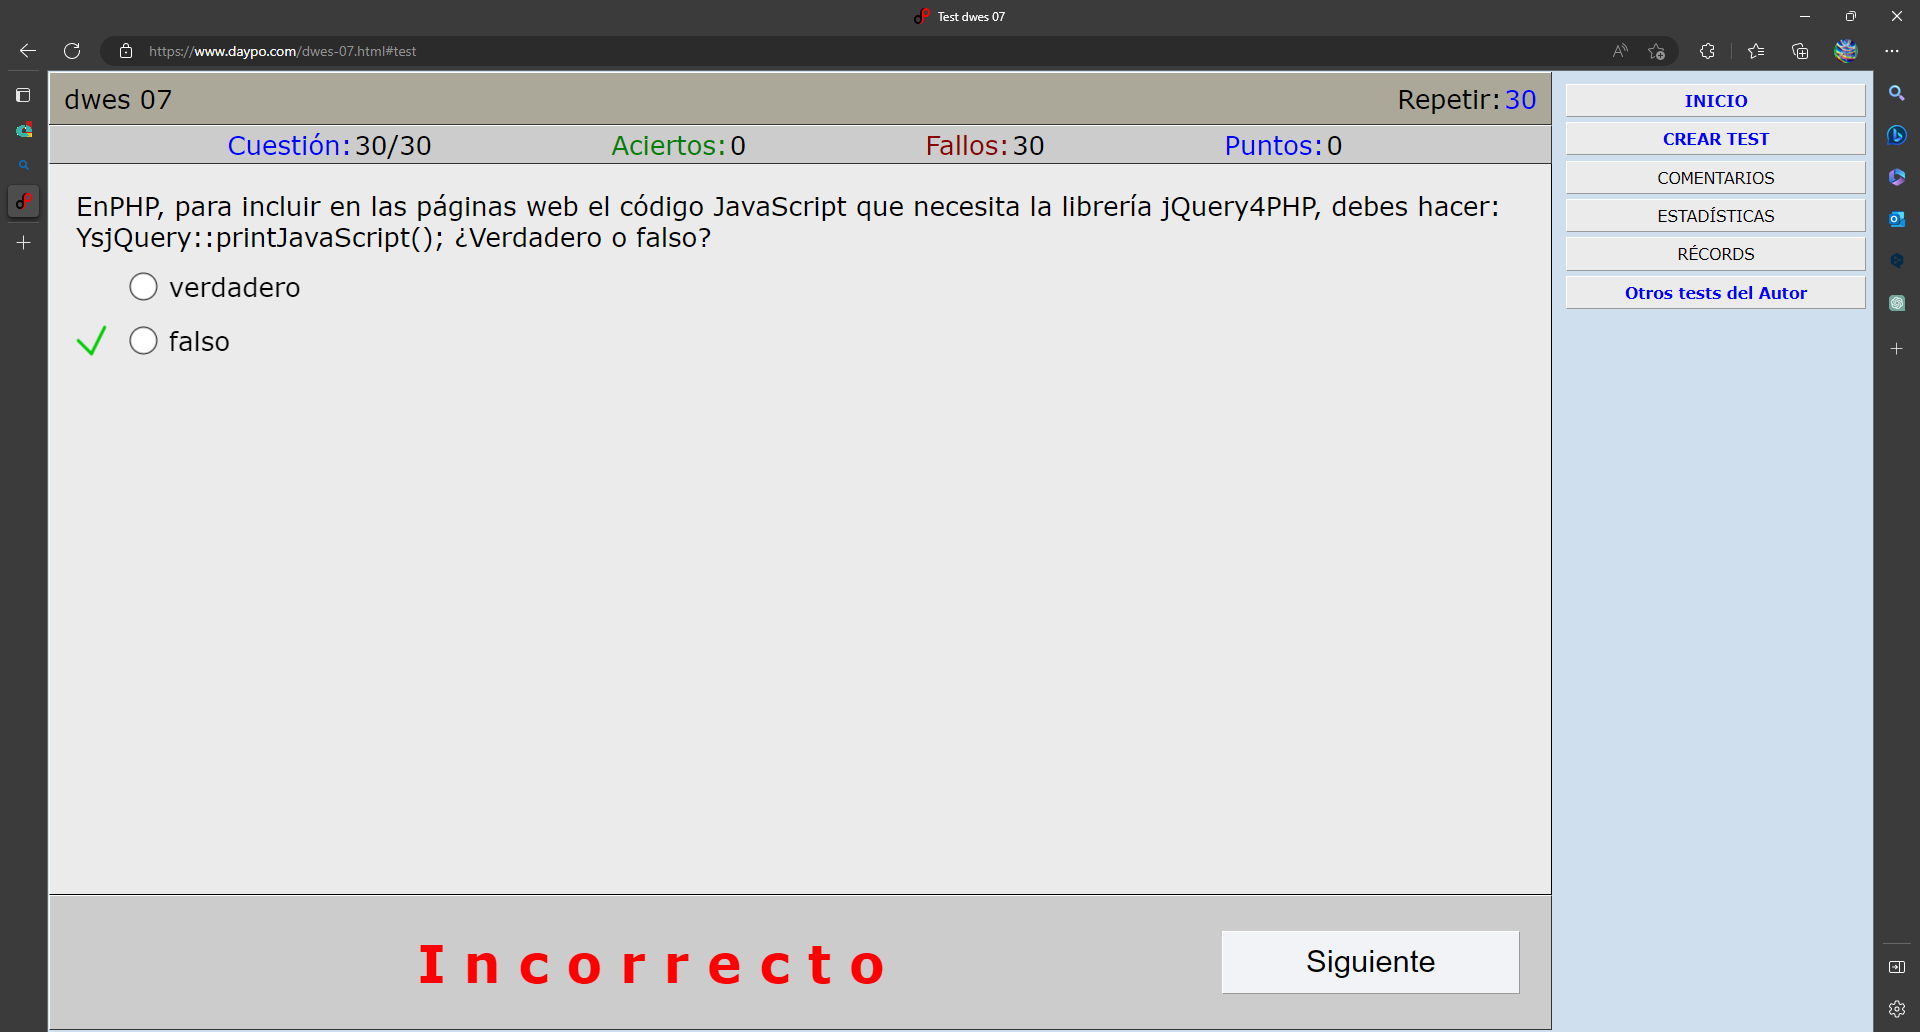 Test dwes 07
https://www.daypo.com/dwes-07.html#test
dwes 07
Repetir: 30
Cuestión: 30/30
Aciertos: 0
Fallos: 30
Puntos: 0
EnPHP, para incluir en las páginas web el código JavaScript que necesita la librería jQuery4PHP, debes hacer:
YsjQuery::printJavaScript(); ¿Verdadero o falso?
verdadero
falso
Incorrecto
Siguiente
INICIO
CREAR TEST
COMENTARIOS
ESTADÍSTICAS
RÉCORDS
Otros tests del Autor